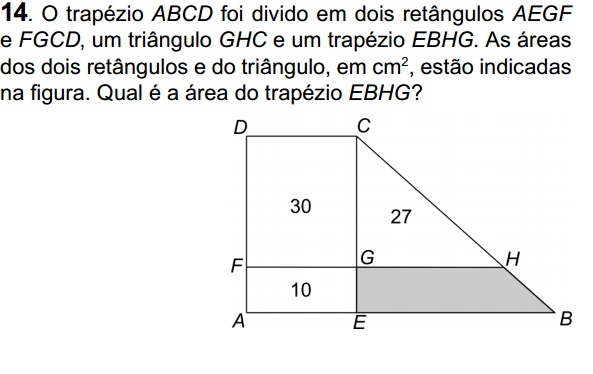 14. O trapézio ABCD foi divido em dois retângulos AEGF
e FGCD, um triângulo GHC e um trapézio EBHG. As áreas
dos dois retângulos e do triângulo, em cm², estão indicadas
na figura. Qual é a área do trapézio EBHG?
D C
30
27
F G H
10
A E B